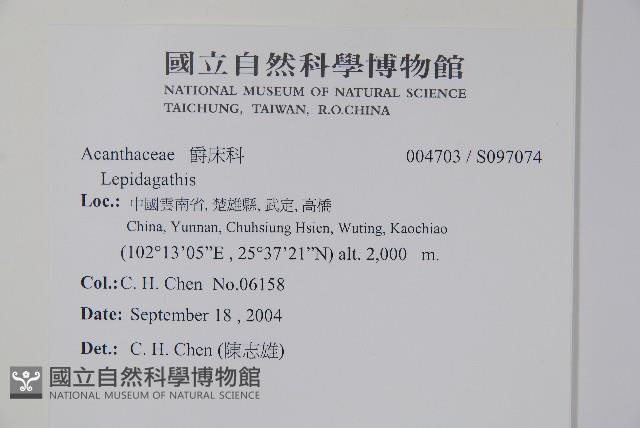 國立自然科學博物館
NATIONAL MUSEUM OF NATURAL SCIENCE
TAICHUNG, TAIWAN, R.O.CHINA
Acanthaceae 爵床科 004703 / S097074
Lepidagathis
Loc.: 中國雲南省, 楚雄縣, 武定, 高橋
China, Yunnan, Chuhsiung Hsien, Wuting, Kaochiao
(102°13’05”E , 25°37’21”N) alt. 2,000 m.
Col.: C. H. Chen No.06158
Date: September 18 , 2004
Det.: C. H. Chen (陳志雄)
國立自然科學博物館
NATIONAL MUSEUM OF NATURAL SCIENCE